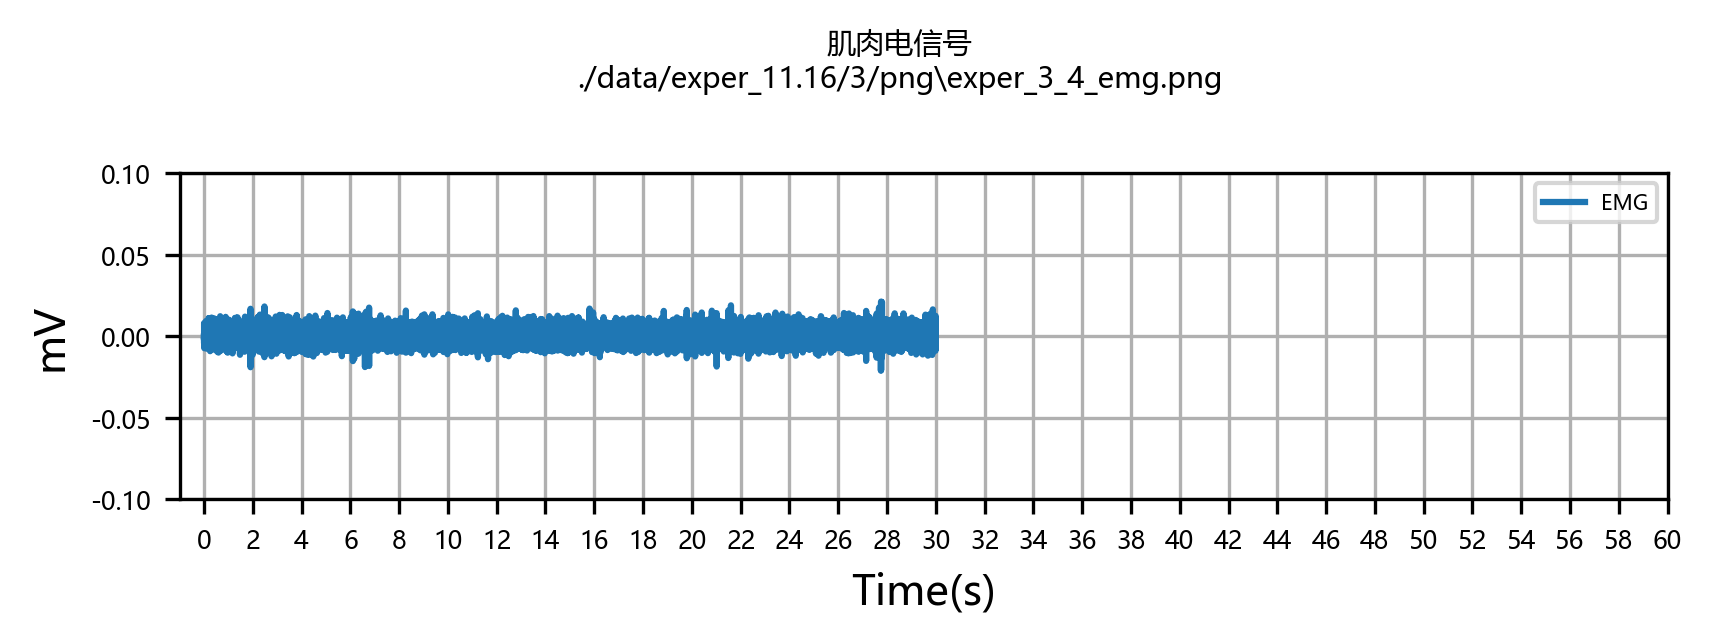 肌肉电信号
./data/exper_11.16/3/png\exper_3_4_emg.png
0.10
0.05
0.00
-0.05
-0.10
mV
EMG
0 2 4 6 8 10 12 14 16 18 20 22 24 26 28 30 32 34 36 38 40 42 44 46 48 50 52 54 56 58 60
Time(s)